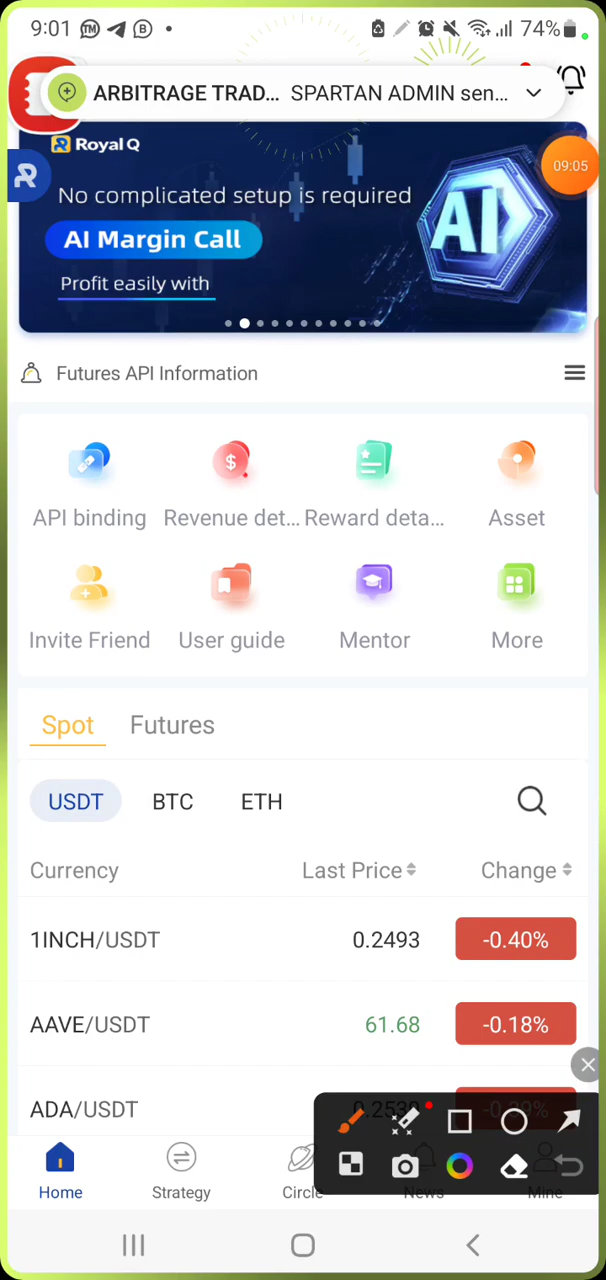 9:01
74%
ARBITRAGE TRAD... SPARTAN ADMIN sen...
Royal Q
09:05
No complicated setup is required
AI
AI Margin Call
Profit easily with
Futures API Information
API binding Revenue det... Reward deta... Asset
Invite Friend User guide Mentor More
Spot Futures
USDT BTC ETH
Currency Last Price Change
1INCH/USDT 0.2493 -0.40%
AAVE/USDT 61.68 -0.18%
ADA/USDT
Home Strategy Circle News Mine